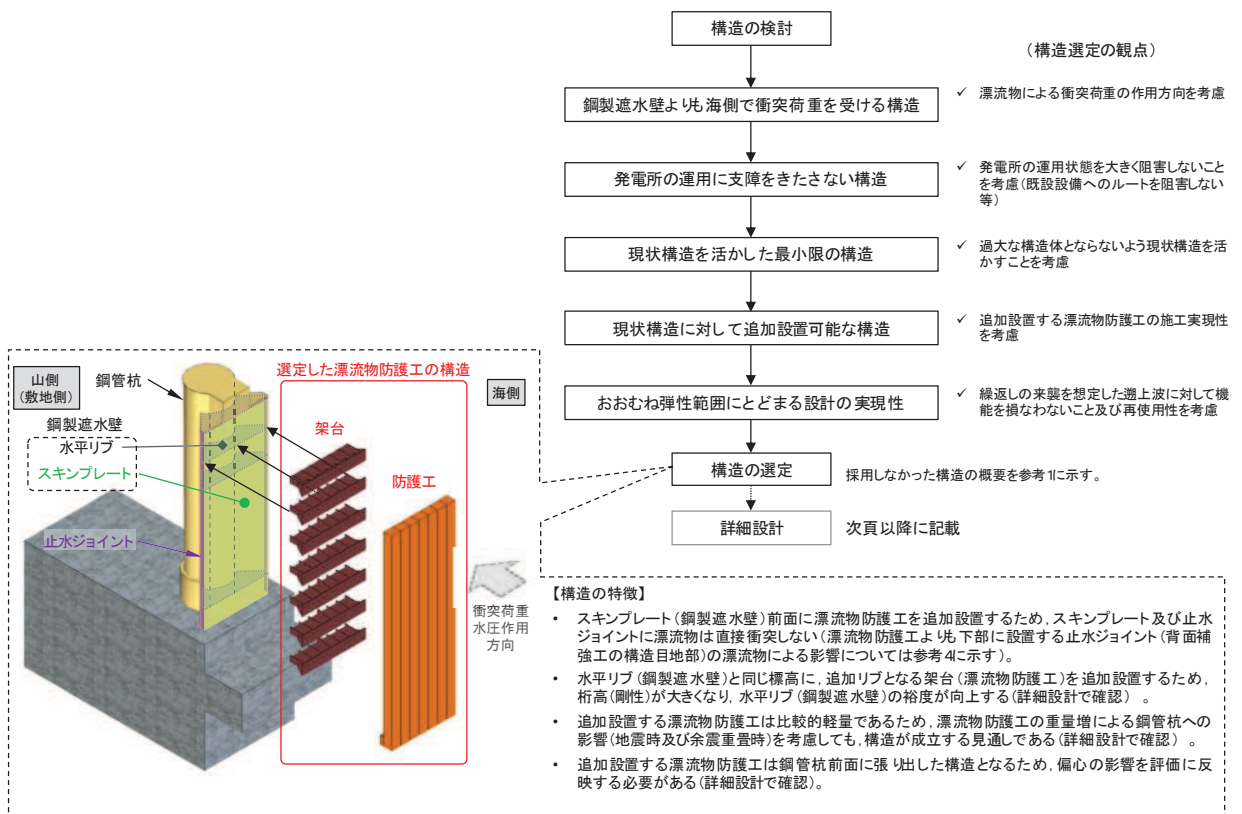 構造の検討
(構造選定の観点)
鋼製遮水壁よりも海側で衝突荷重を受ける構造
✓ 漂流物による衝突荷重の作用方向を考慮
発電所の運用に支障をきたさない構造
✓ 発電所の運用状態を大きく阻害しないこと
を考慮(既設設備へのルートを阻害しない
等)
現状構造を活かした最小限の構造
✓ 過大な構造体とならないよう現状構造を活
かすことを考慮
現状構造に対して追加設置可能な構造
✓ 追加設置する漂流物防護工の施工実現性
を考慮
おおむね弾性範囲にとどまる設計の実現性
✓ 繰返しの来襲を想定した遡上波に対して機
能を損なわないこと及び再使用性を考慮
構造の選定
採用しなかった構造の概要を参考1に示す。
詳細設計
次頁以降に記載
山側
(敷地側)
鋼管杭
選定した漂流物防護工の構造
海側
鋼製遮水壁
水平リブ
スキンプレート
架台
防護工
止水ジョイント
衝突荷重
水圧作用
方向
【構造の特徴】
・ スキンプレート(鋼製遮水壁)前面に漂流物防護工を追加設置するため,スキンプレート及び止水
ジョイントに漂流物は直接衝突しない(漂流物防護工よりも下部に設置する止水ジョイント(背面補
強工の構造目地部)の漂流物による影響については参考4に示す)。
・ 水平リブ(鋼製遮水壁)と同じ標高に,追加リブとなる架台(漂流物防護工)を追加設置するため,
桁高(剛性)が大きくなり,水平リブ(鋼製遮水壁)の裕度が向上する(詳細設計で確認) 。
・ 追加設置する漂流物防護工は比較的軽量であるため,漂流物防護工の重量増による鋼管杭への
影響(地震時及び余震重畳時)を考慮しても,構造が成立する見通しである(詳細設計で確認) 。
・ 追加設置する漂流物防護工は鋼管杭前面に張り出した構造となるため,偏心の影響を評価に反
映する必要がある(詳細設計で確認)。